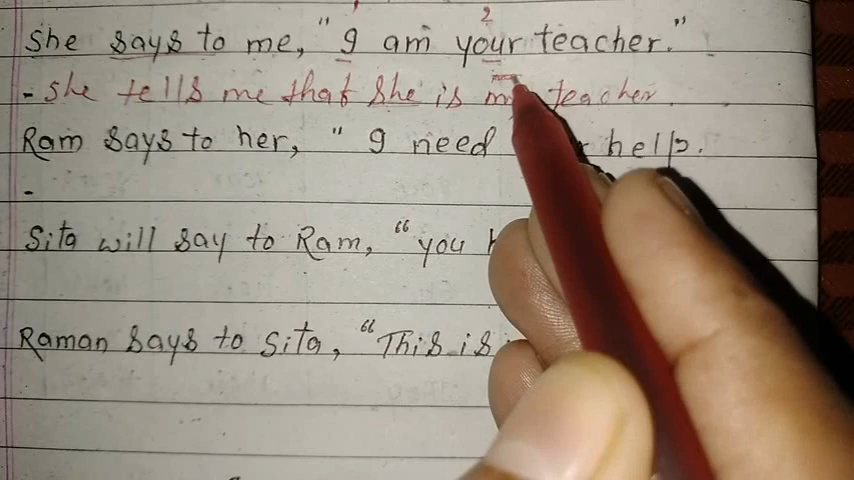 2
She says to me, "I am your teacher."
- She tells me that she is my teacher.
Ram says to her, " I need help.
-
Sita will say to Ram, "you
Raman says to Sita, "This is